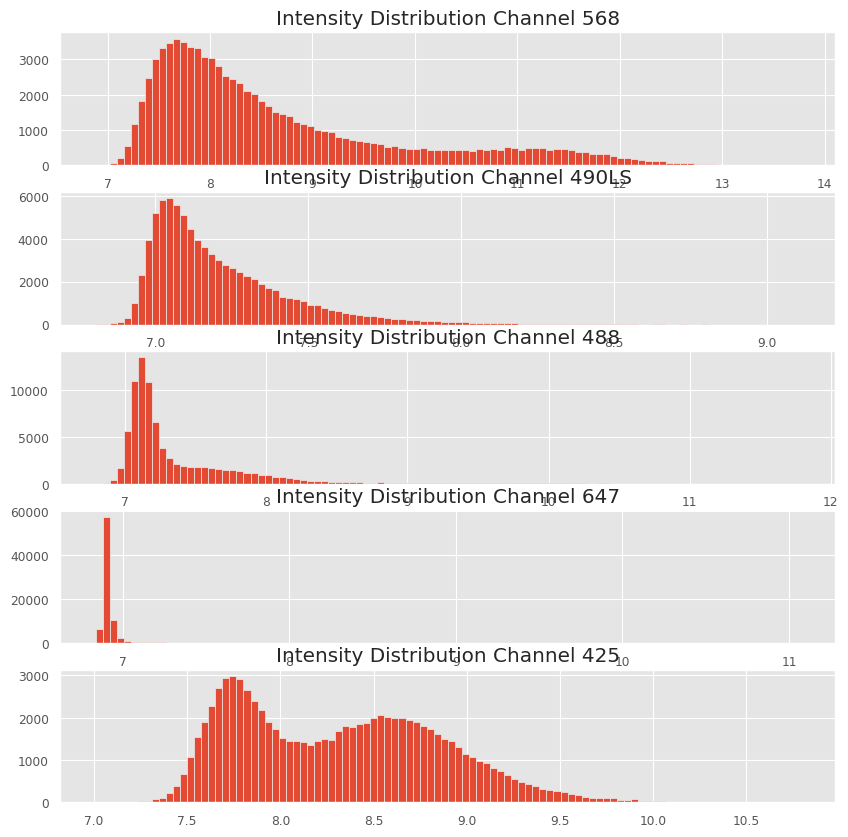 Intensity Distribution Channel 568
3000
2000
1000
0
7 8 9 10 11 12 13 14
Intensity Distribution Channel 490LS
6000
4000
2000
0
7.0 7.5 8.0 8.5 9.0
Intensity Distribution Channel 488
10000
5000
0
7 8 9 10 11 12
Intensity Distribution Channel 647
60000
40000
20000
0
7 8 9 10 11
Intensity Distribution Channel 425
3000
2000
1000
0
7.0 7.5 8.0 8.5 9.0 9.5 10.0 10.5